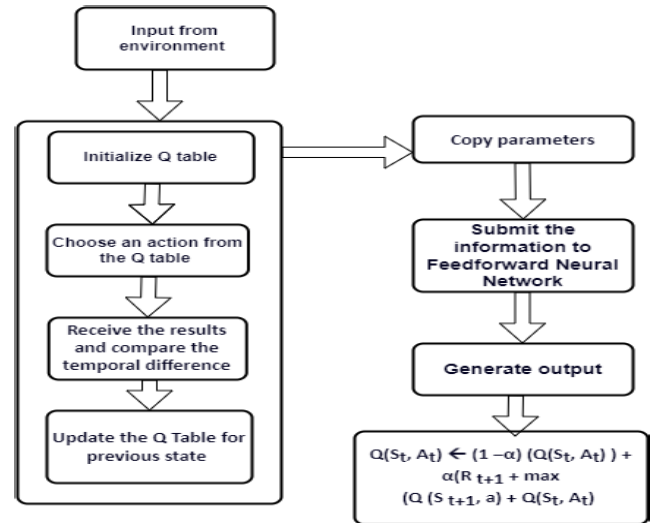 Input from
environment
Initialize Q table
Choose an action from
the Q table
Receive the results
and compare the
temporal difference
Update the Q Table for
previous state
Copy parameters
Submit the
information to
Feedforward Neural
Network
Generate output
Q(St, At) ← (1 –α) (Q(St, At) ) +
α(R t+1 + max
(Q (S t+1, a) + Q(St, At)